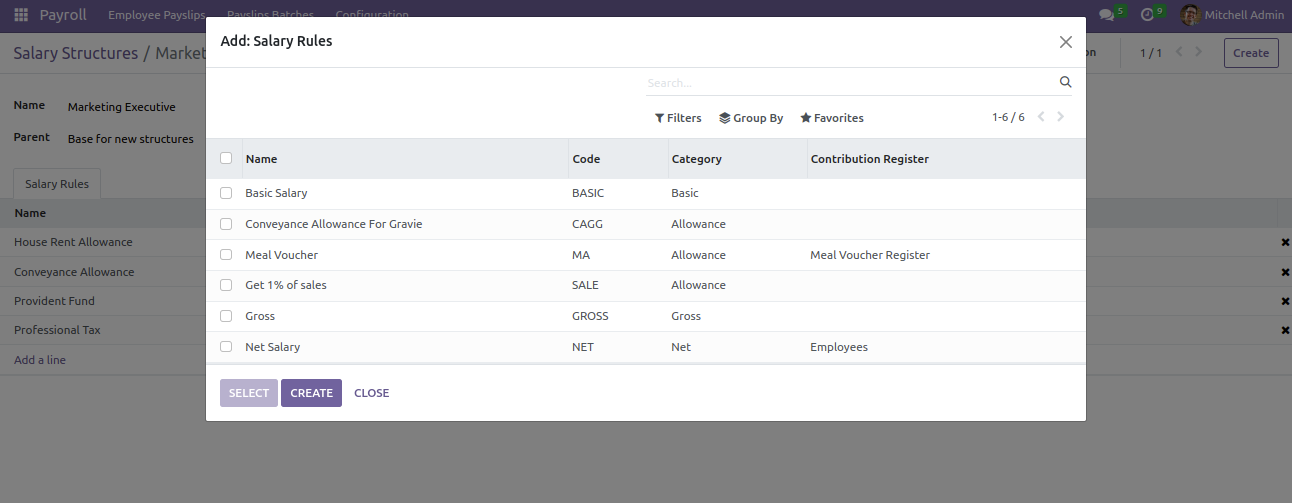 Payroll Employee Payslips Payslips Batches Configuration 5 9 Mitchell Admin
Add: Salary Rules
Salary Structures / Market
on 1 / 1 Create
Search...
Name Marketing Executive
Filters Group By Favorites 1-6 / 6
Parent Base for new structures
Name Code Category Contribution Register
Salary Rules
Basic Salary BASIC Basic
Name
Conveyance Allowance For Gravie CAGG Allowance
House Rent Allowance
Meal Voucher MA Allowance Meal Voucher Register
Conveyance Allowance
Get 1% of sales SALE Allowance
Provident Fund
Gross GROSS Gross
Professional Tax
Net Salary NET Net Employees
Add a line
SELECT CREATE CLOSE